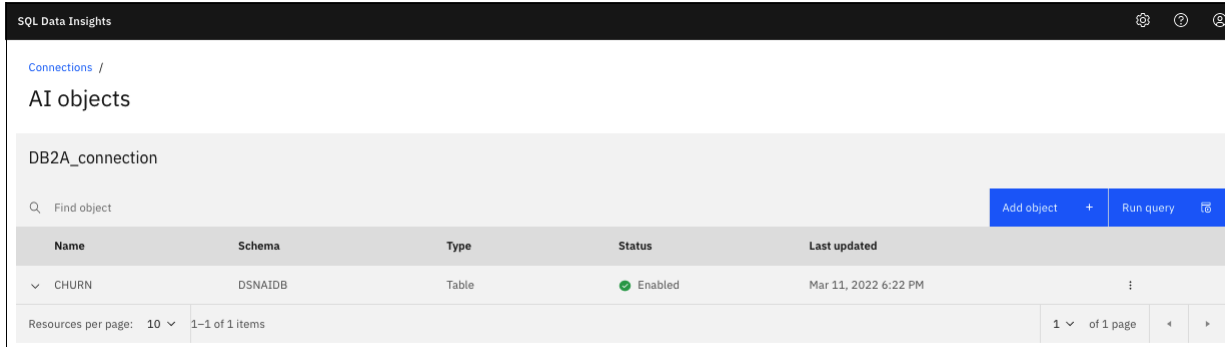 SQL Data Insights
Connections /
AI objects
DB2A_connection
Find object
Add object +
Run query
Name Schema Type Status Last updated
CHURN DSNAIDB Table Enabled Mar 11, 2022 6:22 PM
Resources per page: 10 1–1 of 1 items 1 of 1 page